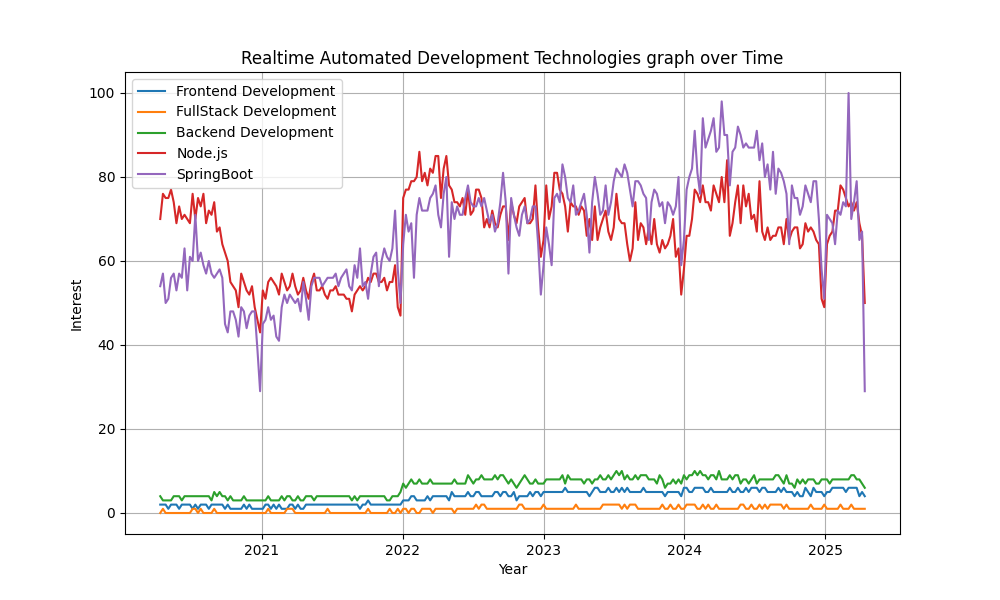 Realtime Automated Development Technologies graph over Time
Frontend Development
FullStack Development
Backend Development
Node.js
SpringBoot
100
80
60
40
20
0
Interest
2021
2022
2023
2024
2025
Year